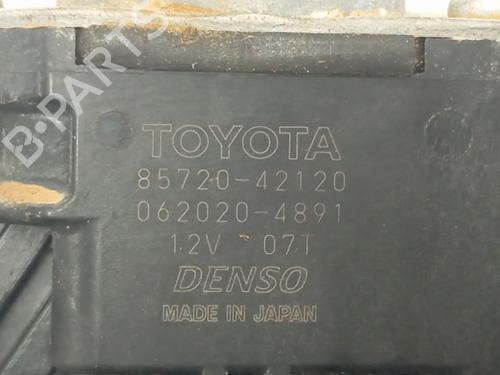 B-PARTS
TOYOTA
85720-42120
062020-4891
12V 07T
DENSO
MADE IN JAPAN